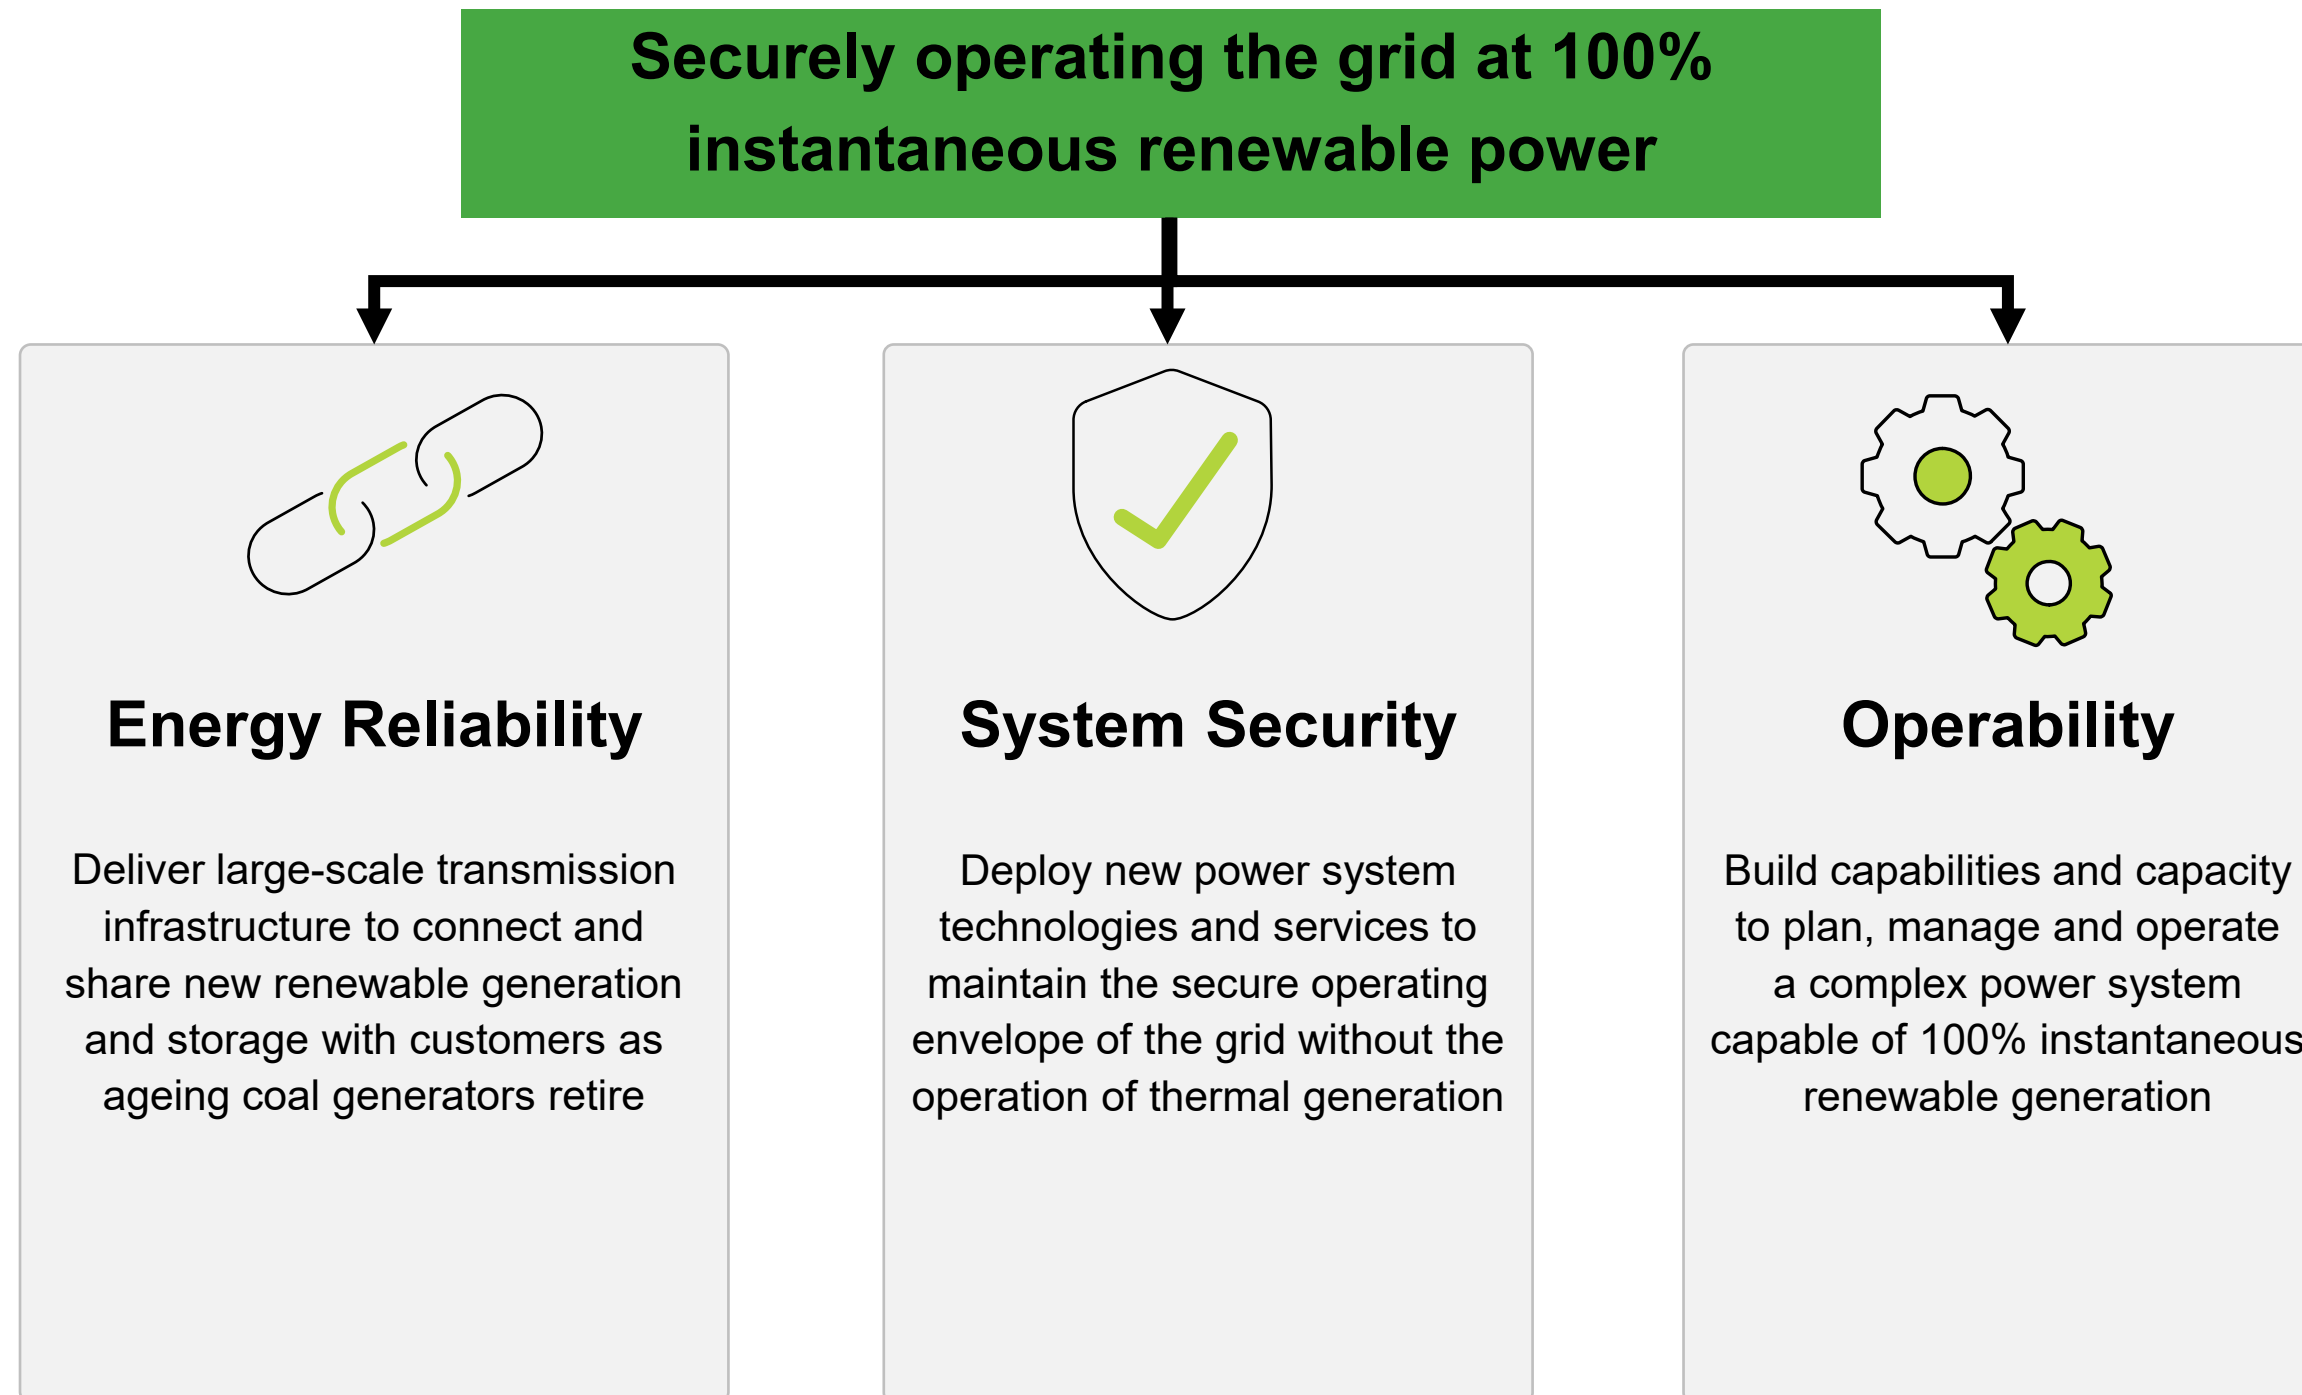 Securely operating the grid at 100%
instantaneous renewable power
Energy Reliability
Deliver large-scale transmission
infrastructure to connect and
share new renewable generation
and storage with customers as
ageing coal generators retire
System Security
Deploy new power system
technologies and services to
maintain the secure operating
envelope of the grid without the
operation of thermal generation
Operability
Build capabilities and capacity
to plan, manage and operate
a complex power system
capable of 100% instantaneous
renewable generation